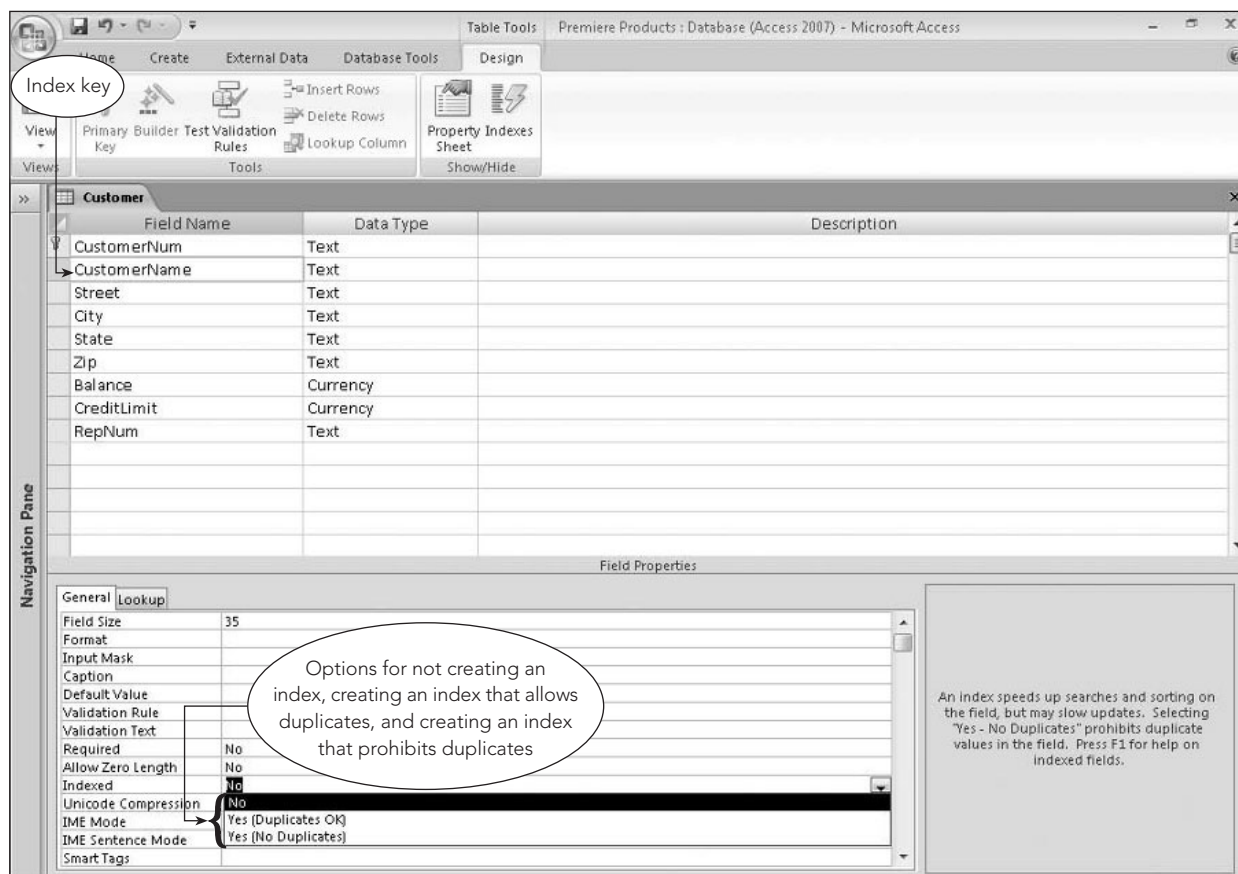 Table Tools Premiere Products : Database (Access 2007) - Microsoft Access
Home Create External Data Database Tools Design
Index key
View
Views
Primary Key
Builder
Test Validation Rules
Insert Rows
Delete Rows
Lookup Column
Tools
Property Sheet
Indexes
Show/Hide
Customer
Field Name Data Type Description
CustomerNum Text
CustomerName Text
Street Text
City Text
State Text
Zip Text
Balance Currency
CreditLimit Currency
RepNum Text
Navigation Pane
Field Properties
General Lookup
Field Size 35
Format
Input Mask
Caption
Default Value
Validation Rule
Validation Text
Required No
Allow Zero Length No
Indexed No
Unicode Compression No
IME Mode Yes (Duplicates OK)
IME Sentence Mode Yes (No Duplicates)
Smart Tags
Options for not creating an
index, creating an index that allows
duplicates, and creating an index
that prohibits duplicates
An index speeds up searches and sorting on
the field, but may slow updates. Selecting
"Yes - No Duplicates" prohibits duplicate
values in the field. Press F1 for help on
indexed fields.